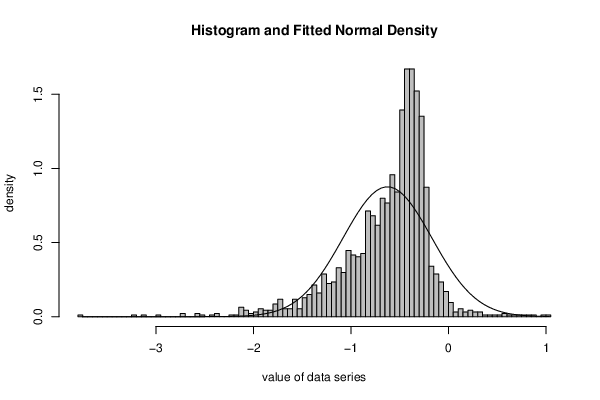 Histogram and Fitted Normal Density
density
1.5
1.0
0.5
0.0
−3 −2 −1 0 1
value of data series